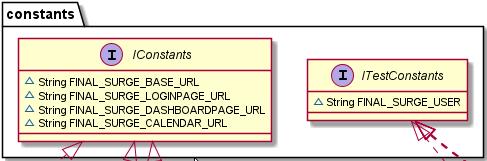 constants
I IConstants
String FINAL_SURGE_BASE_URL
String FINAL_SURGE_LOGINPAGE_URL
String FINAL_SURGE_DASHBOARDPAGE_URL
String FINAL_SURGE_CALENDAR_URL
I ITestConstants
String FINAL_SURGE_USER